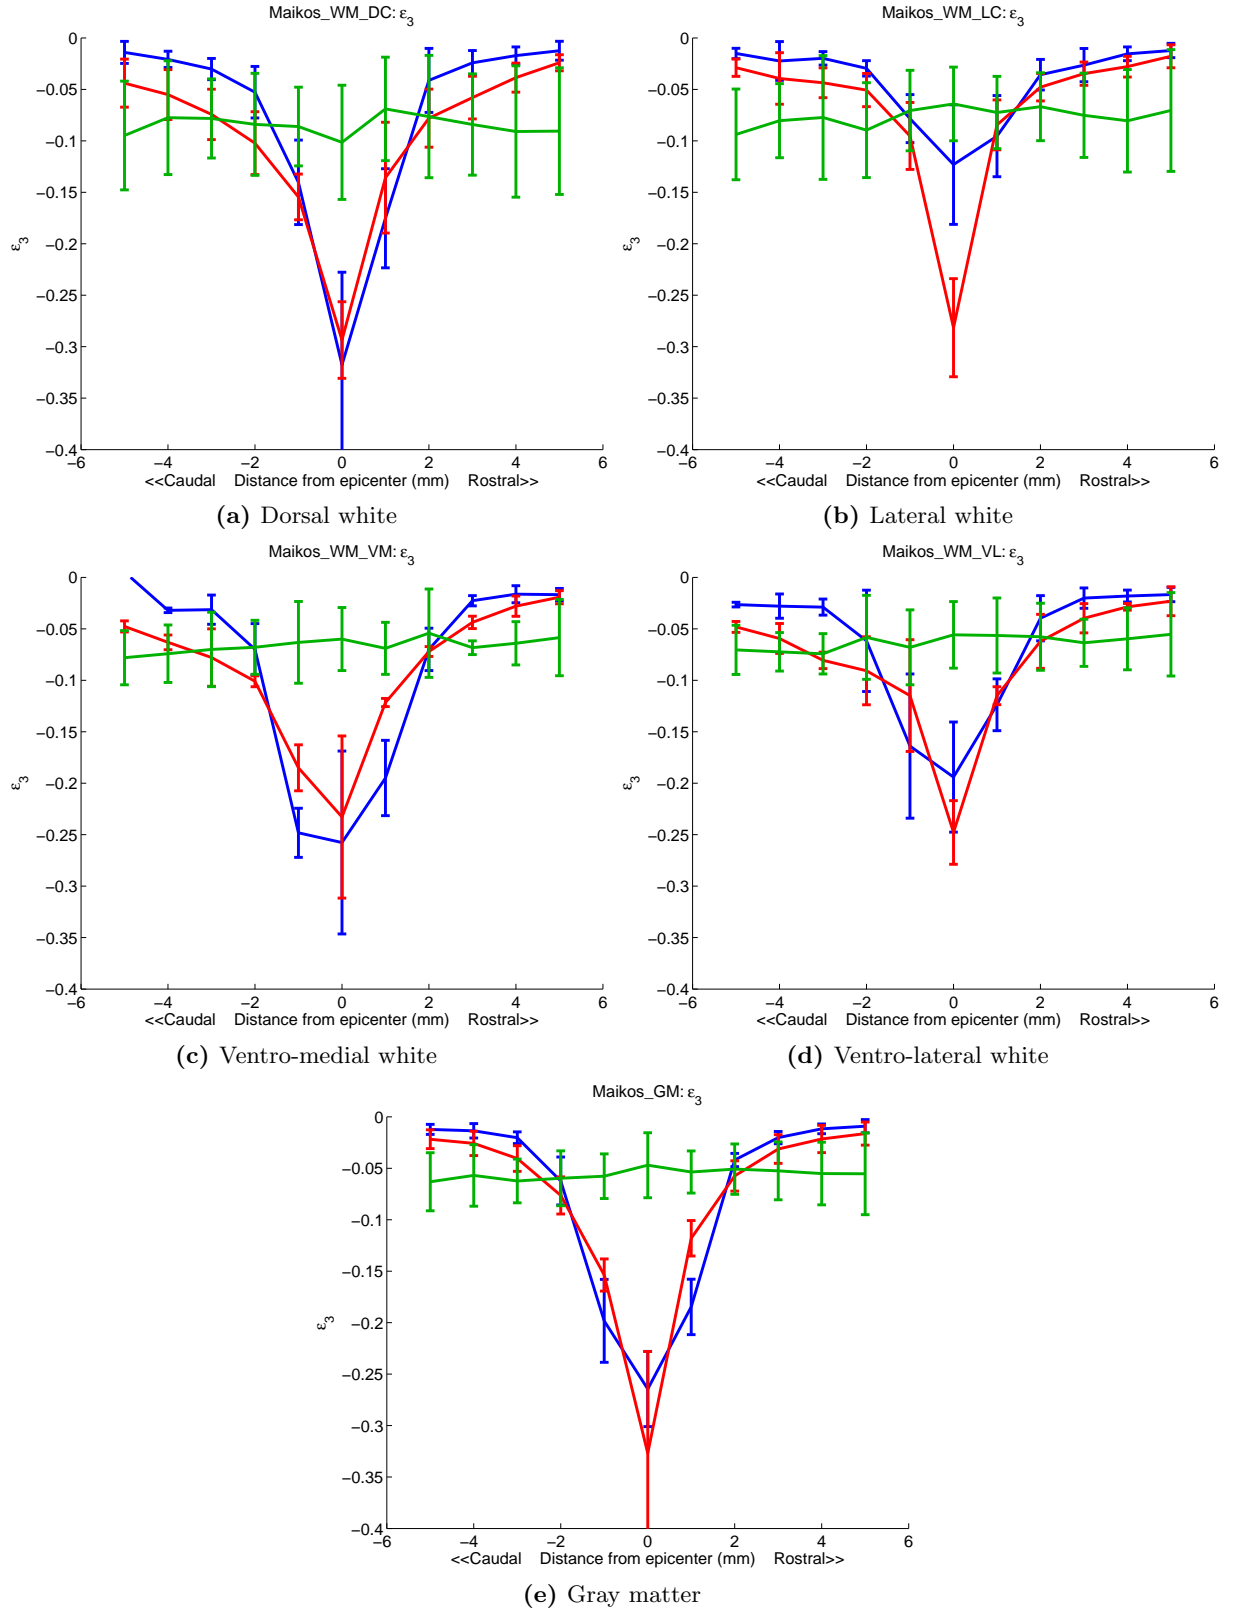 Maikos_WM_DC: ε3
0
−0.05
−0.1
−0.15
−0.2
−0.25
−0.3
−0.35
−0.4
ε3
−6 −4 −2 0 2 4 6
<<Caudal Distance from epicenter (mm) Rostral>>
(a) Dorsal white
Maikos_WM_LC: ε3
0
−0.05
−0.1
−0.15
−0.2
−0.25
−0.3
−0.35
−0.4
ε3
−6 −4 −2 0 2 4 6
<<Caudal Distance from epicenter (mm) Rostral>>
(b) Lateral white
Maikos_WM_VM: ε3
0
−0.05
−0.1
−0.15
−0.2
−0.25
−0.3
−0.35
−0.4
ε3
−6 −4 −2 0 2 4 6
<<Caudal Distance from epicenter (mm) Rostral>>
(c) Ventro-medial white
Maikos_WM_VL: ε3
0
−0.05
−0.1
−0.15
−0.2
−0.25
−0.3
−0.35
−0.4
ε3
−6 −4 −2 0 2 4 6
<<Caudal Distance from epicenter (mm) Rostral>>
(d) Ventro-lateral white
Maikos_GM: ε3
0
−0.05
−0.1
−0.15
−0.2
−0.25
−0.3
−0.35
−0.4
ε3
−6 −4 −2 0 2 4 6
<<Caudal Distance from epicenter (mm) Rostral>>
(e) Gray matter